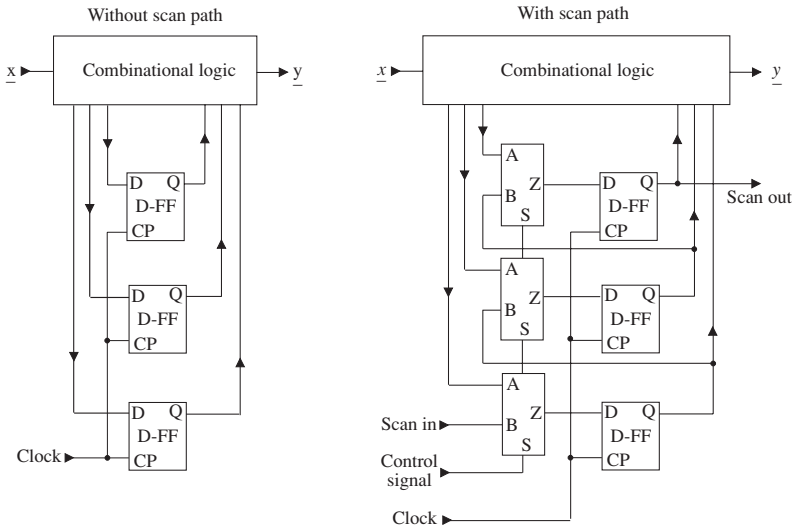 Without scan path
x
Combinational logic
y
D Q
D-FF
CP
D Q
D-FF
CP
D Q
D-FF
CP
Clock
With scan path
x
Combinational logic
y
A
B
Z
S
D Q
D-FF
CP
Scan out
A
B
Z
S
D Q
D-FF
CP
A
B
Z
S
D Q
D-FF
CP
Scan in
Control
signal
Clock